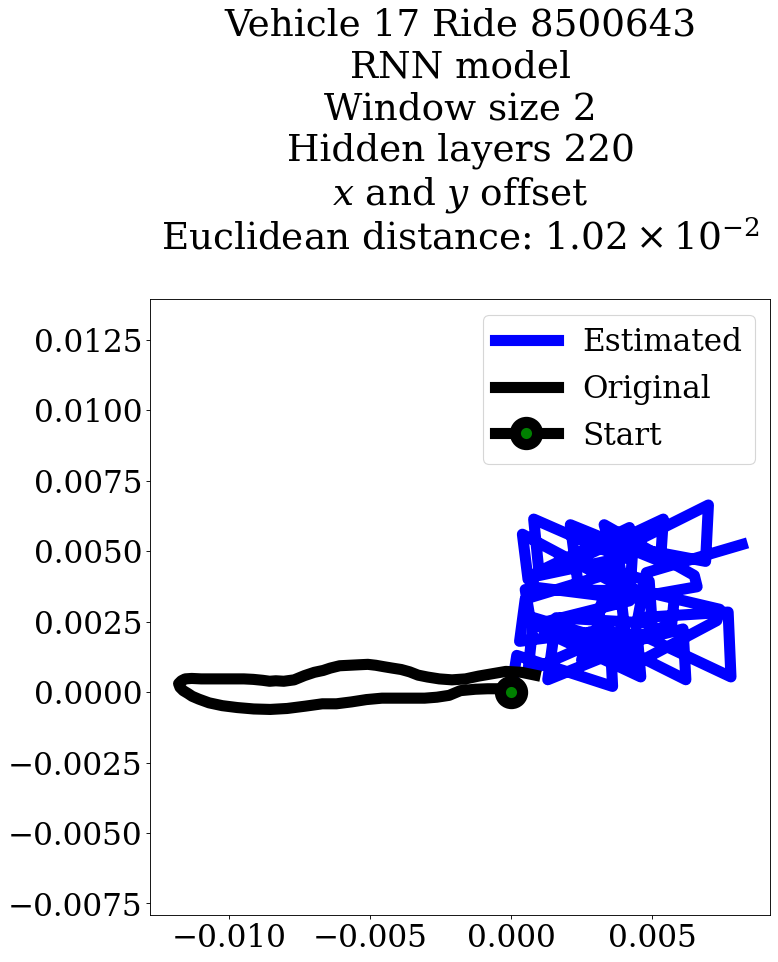 Vehicle 17 Ride 8500643
RNN model
Window size 2
Hidden layers 220
x and y offset
Euclidean distance: 1.02 × 10⁻²
Estimated
Original
Start
0.0125
0.0100
0.0075
0.0050
0.0025
0.0000
−0.0025
−0.0050
−0.0075
−0.010 −0.005 0.000 0.005